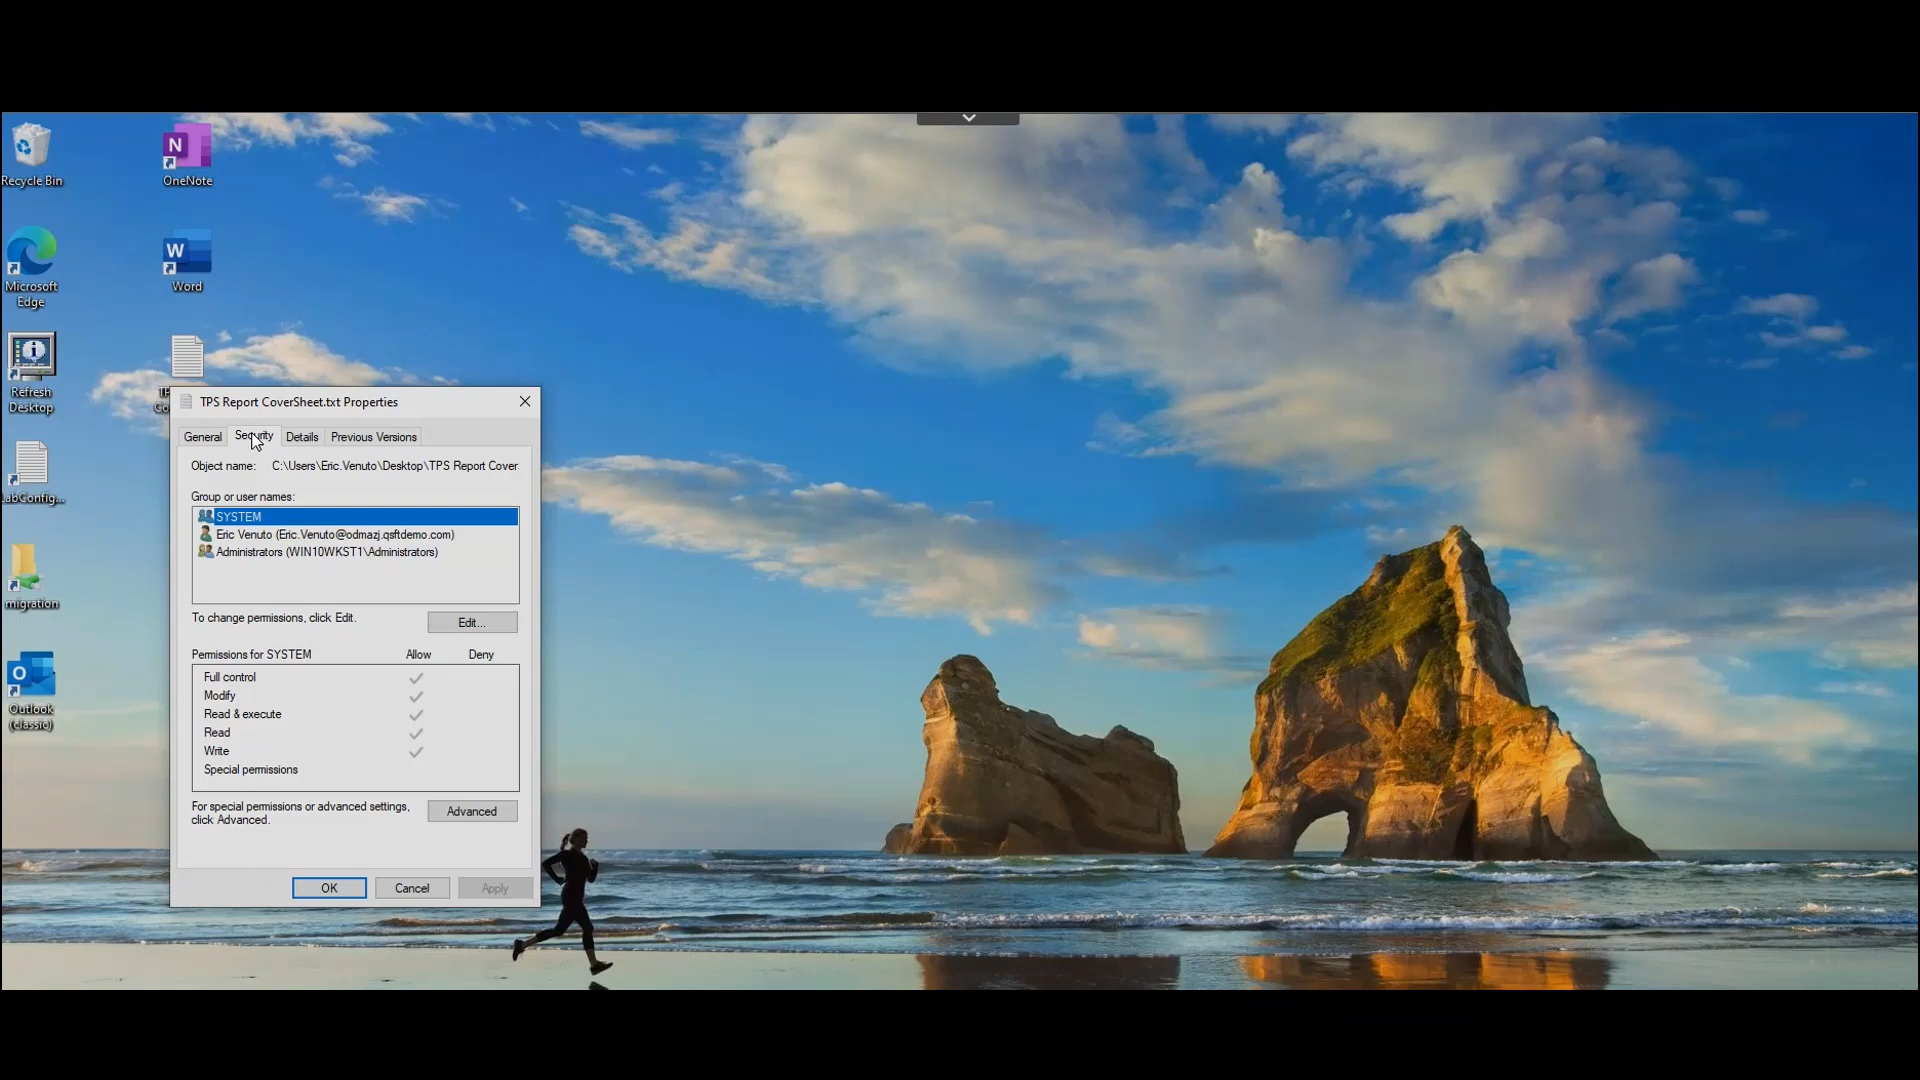 Recycle Bin
OneNote
Microsoft
Edge
Word
Refresh
Desktop
TPS Report CoverSheet.txt Properties
General
Security
Details
Previous Versions
Object name:
C:\Users\Eric.Venuto\Desktop\TPS Report Cover
Group or user names:
SYSTEM
Eric Venuto (Eric.Venuto@odmazj.qsftdemo.com)
Administrators (WIN10WKST1\Administrators)
To change permissions, click Edit.
Edit...
Permissions for SYSTEM
Allow
Deny
Full control
Modify
Read & execute
Read
Write
Special permissions
For special permissions or advanced settings,
click Advanced.
Advanced
OK
Cancel
Apply
LabConfig...
migration
Outlook
(classic)